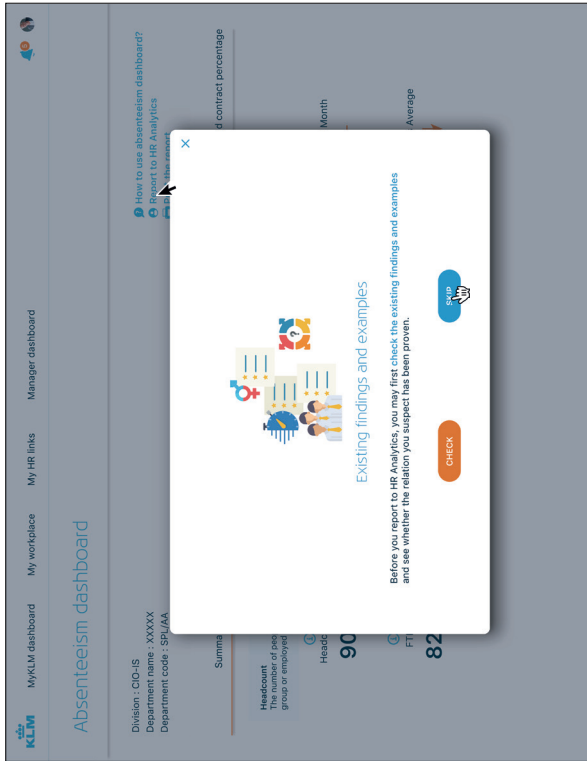 KLM
MyKLM dashboard
My workplace
My HR links
Manager dashboard
6
Absenteeism dashboard
Division : CIO-IS
Department name : XXXXX
Department code : SPL/AA
How to use absenteeism dashboard?
Report to HR Analytics
the report
Summa
d contract percentage
Headcount
The number of peo
group or employed
Headc
Month
90
FT
Average
82
×
?
Existing findings and examples
Before you report to HR Analytics, you may first check the existing findings and examples
and see whether the relation you suspect has been proven.
CHECK
SKIP